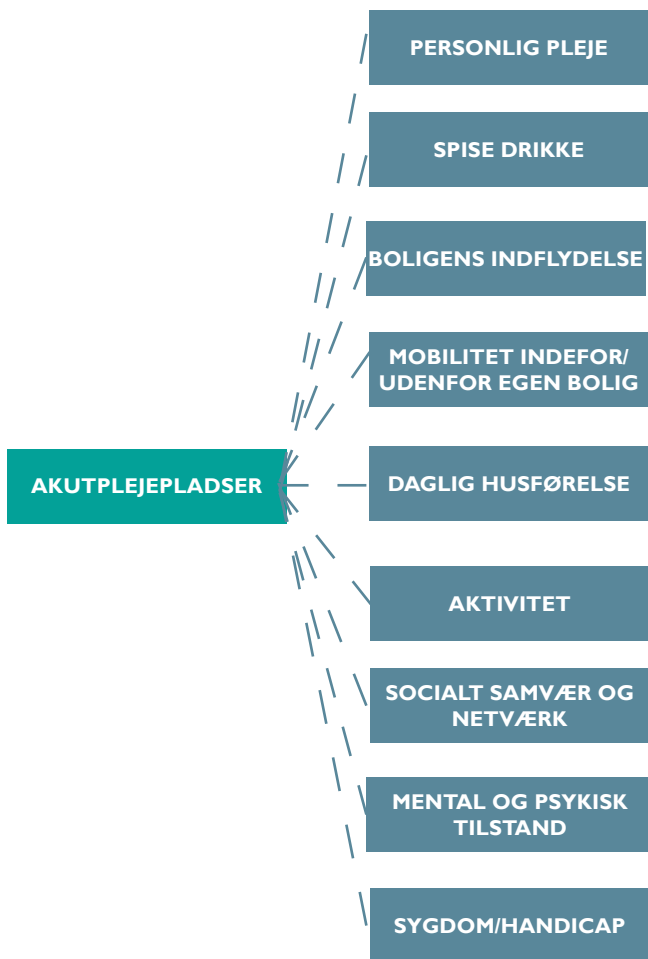 PERSONLIG PLEJE
SPISE DRIKKE
BOLIGENS INDFLYDELSE
MOBILITET INDEFOR/
UDENFOR EGEN BOLIG
AKUTPLEJEPLADSER
DAGLIG HUSFØRELSE
AKTIVITET
SOCIALT SAMVÆR OG
NETVÆRK
MENTAL OG PSYKISK
TILSTAND
SYGDOM/HANDICAP